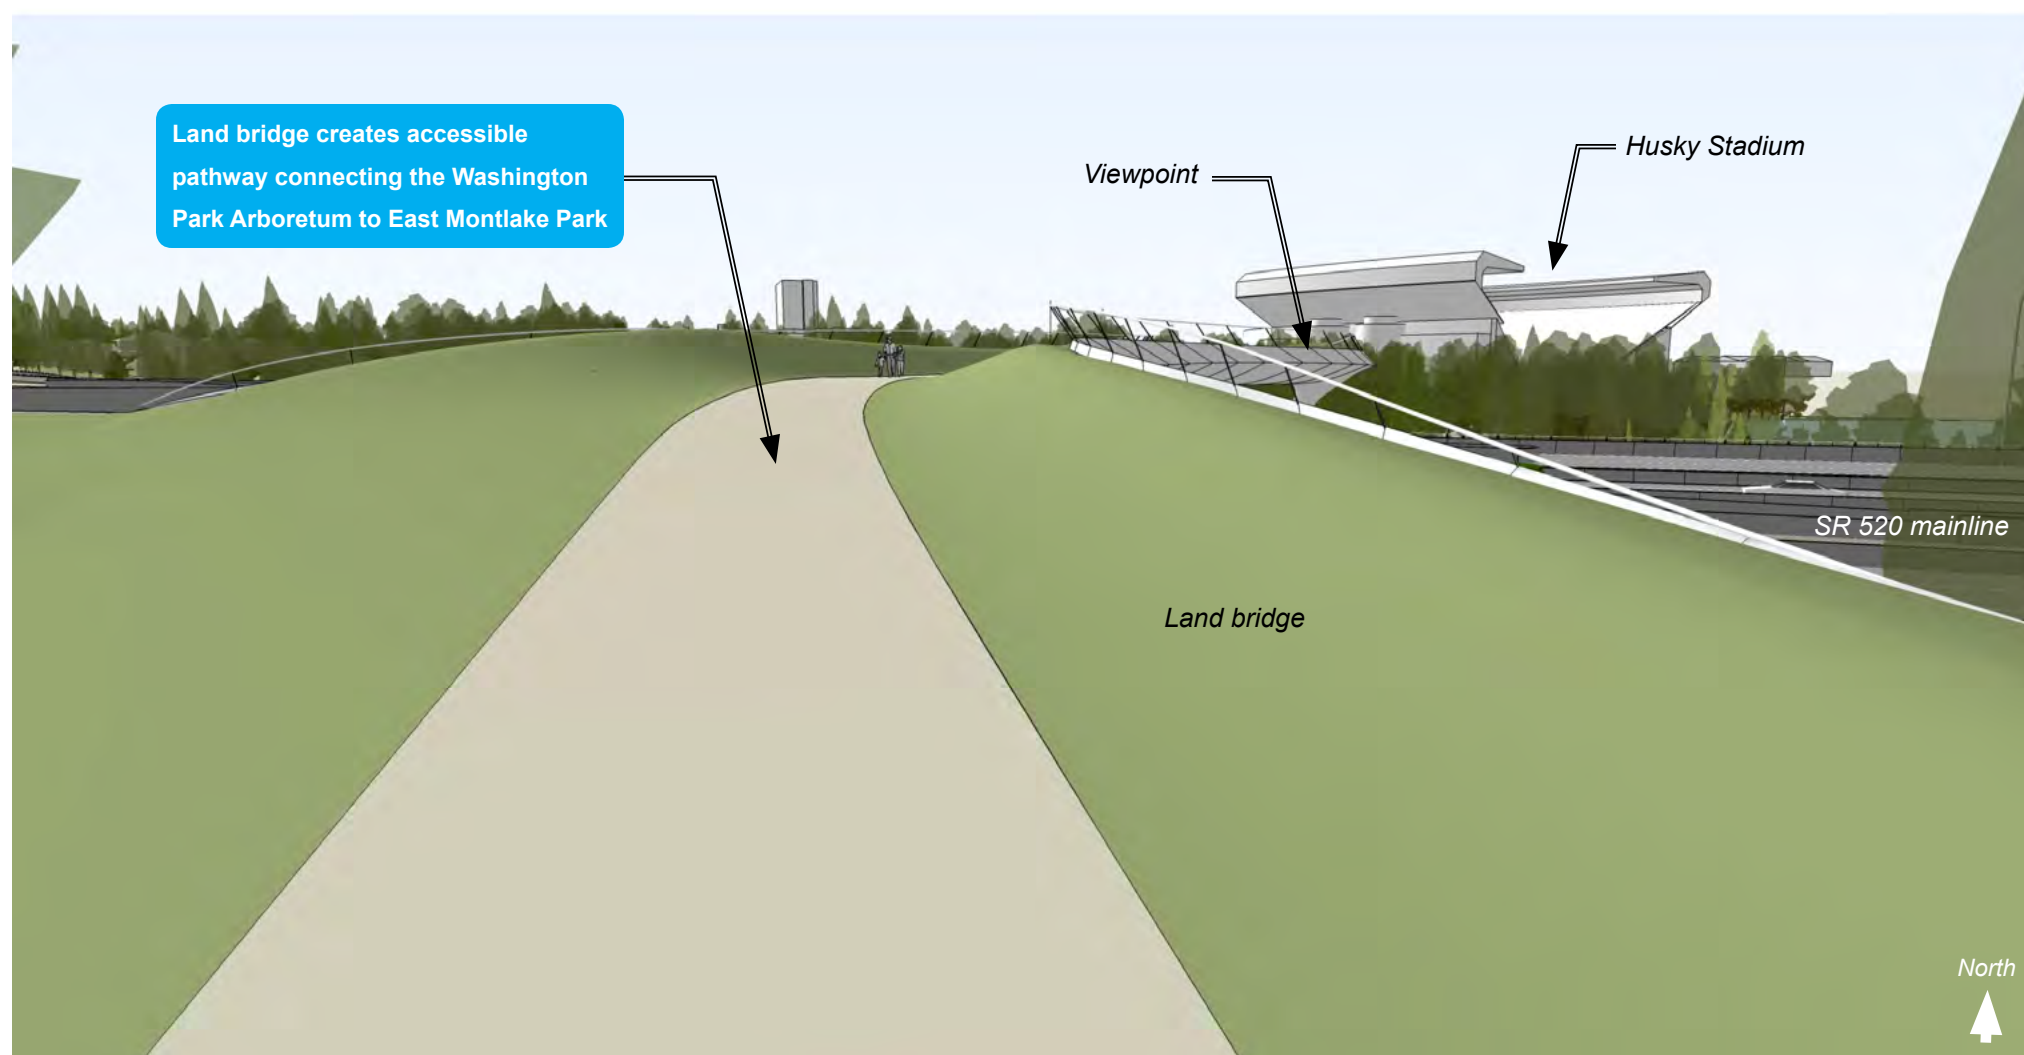 Land bridge creates accessible
pathway connecting the Washington
Park Arboretum to East Montlake Park
Viewpoint
Husky Stadium
SR 520 mainline
Land bridge
North